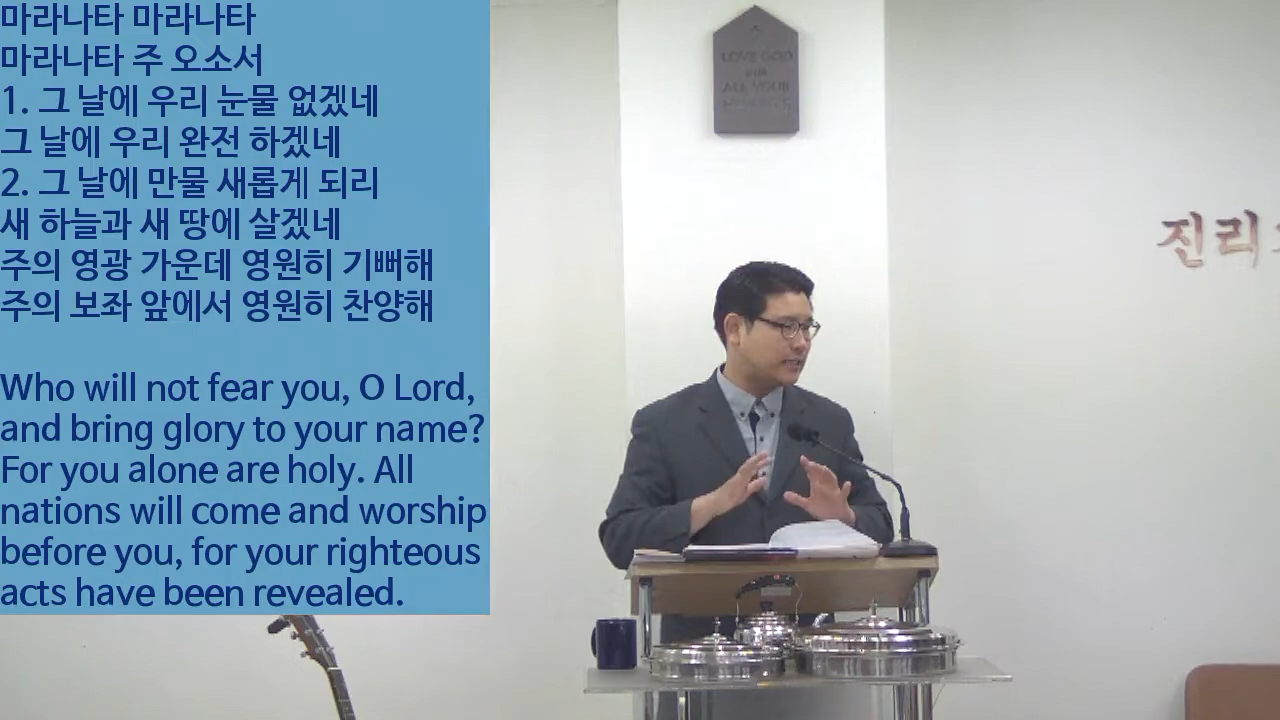 마라나타 마라나타
마라나타 주 오소서
1. 그 날에 우리 눈물 없겠네
그 날에 우리 완전 하겠네
2. 그 날에 만물 새롭게 되리
새 하늘과 새 땅에 살겠네
주의 영광 가운데 영원히 기뻐해
주의 보좌 앞에서 영원히 찬양해
Who will not fear you, O Lord,
and bring glory to your name?
For you alone are holy. All
nations will come and worship
before you, for your righteous
acts have been revealed.
LOVE GOD
with
ALL YOUR
진리